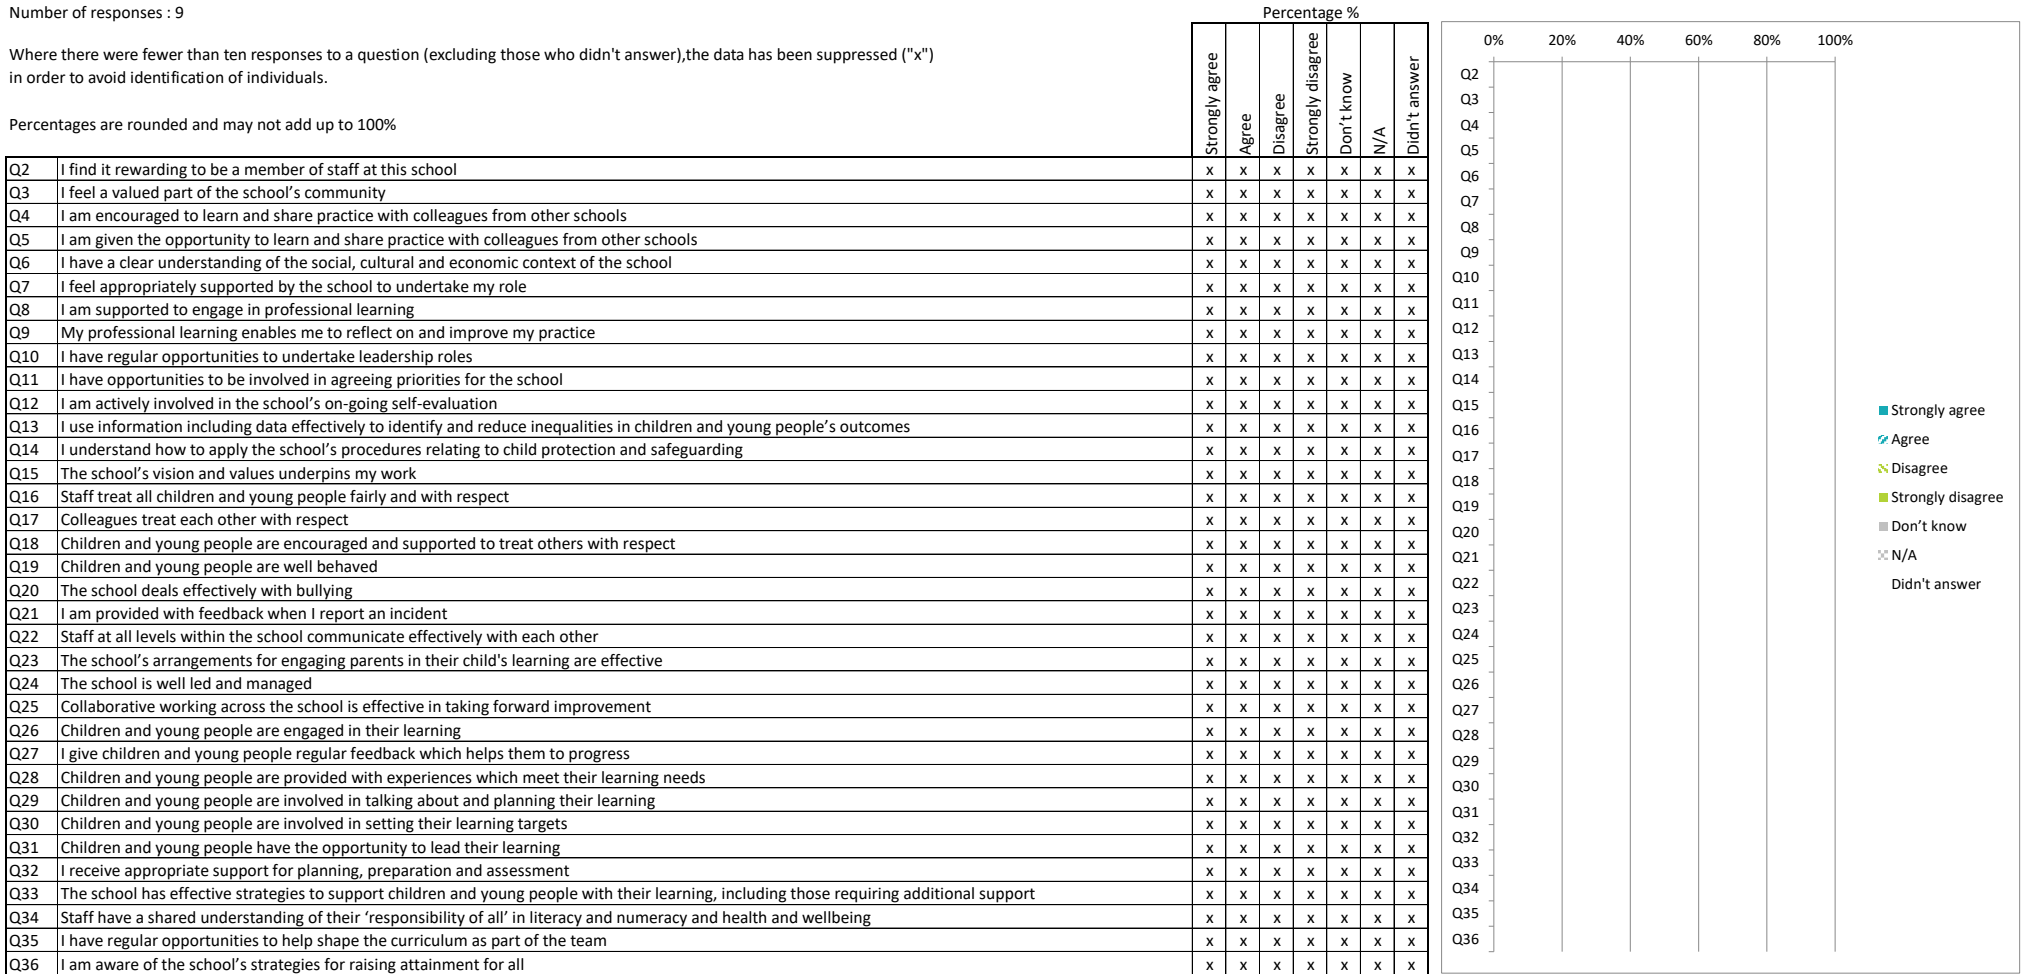 Number of responses : 9
Percentage %
Where there were fewer than ten responses to a question (excluding those who didn't answer),the data has been suppressed ("x")
in order to avoid identification of individuals.
Percentages are rounded and may not add up to 100%
Strongly agree
Agree
Disagree
Strongly disagree
Don't know
N/A
Didn't answer
Q2 I find it rewarding to be a member of staff at this school x x x x x x x
Q3 I feel a valued part of the school’s community x x x x x x x
Q4 I am encouraged to learn and share practice with colleagues from other schools x x x x x x x
Q5 I am given the opportunity to learn and share practice with colleagues from other schools x x x x x x x
Q6 I have a clear understanding of the social, cultural and economic context of the school x x x x x x x
Q7 I feel appropriately supported by the school to undertake my role x x x x x x x
Q8 I am supported to engage in professional learning x x x x x x x
Q9 My professional learning enables me to reflect on and improve my practice x x x x x x x
Q10 I have regular opportunities to undertake leadership roles x x x x x x x
Q11 I have opportunities to be involved in agreeing priorities for the school x x x x x x x
Q12 I am actively involved in the school’s on-going self-evaluation x x x x x x x
Q13 I use information including data effectively to identify and reduce inequalities in children and young people’s outcomes x x x x x x x
Q14 I understand how to apply the school’s procedures relating to child protection and safeguarding x x x x x x x
Q15 The school’s vision and values underpins my work x x x x x x x
Q16 Staff treat all children and young people fairly and with respect x x x x x x x
Q17 Colleagues treat each other with respect x x x x x x x
Q18 Children and young people are encouraged and supported to treat others with respect x x x x x x x
Q19 Children and young people are well behaved x x x x x x x
Q20 The school deals effectively with bullying x x x x x x x
Q21 I am provided with feedback when I report an incident x x x x x x x
Q22 Staff at all levels within the school communicate effectively with each other x x x x x x x
Q23 The school’s arrangements for engaging parents in their child's learning are effective x x x x x x x
Q24 The school is well led and managed x x x x x x x
Q25 Collaborative working across the school is effective in taking forward improvement x x x x x x x
Q26 Children and young people are engaged in their learning x x x x x x x
Q27 I give children and young people regular feedback which helps them to progress x x x x x x x
Q28 Children and young people are provided with experiences which meet their learning needs x x x x x x x
Q29 Children and young people are involved in talking about and planning their learning x x x x x x x
Q30 Children and young people are involved in setting their learning targets x x x x x x x
Q31 Children and young people have the opportunity to lead their learning x x x x x x x
Q32 I receive appropriate support for planning, preparation and assessment x x x x x x x
Q33 The school has effective strategies to support children and young people with their learning, including those requiring additional support x x x x x x x
Q34 Staff have a shared understanding of their ‘responsibility of all’ in literacy and numeracy and health and wellbeing x x x x x x x
Q35 I have regular opportunities to help shape the curriculum as part of the team x x x x x x x
Q36 I am aware of the school’s strategies for raising attainment for all x x x x x x x
0% 20% 40% 60% 80% 100%
Q2
Q3
Q4
Q5
Q6
Q7
Q8
Q9
Q10
Q11
Q12
Q13
Q14
Q15
Q16
Q17
Q18
Q19
Q20
Q21
Q22
Q23
Q24
Q25
Q26
Q27
Q28
Q29
Q30
Q31
Q32
Q33
Q34
Q35
Q36
Strongly agree
Agree
Disagree
Strongly disagree
Don’t know
N/A
Didn't answer